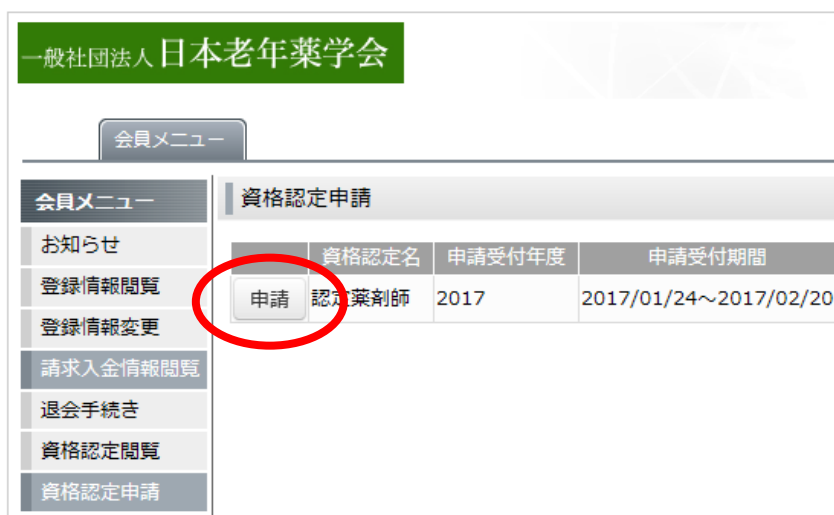 一般社団法人日本老年薬学会
会員メニュー
会員メニュー
お知らせ
登録情報閲覧
登録情報変更
請求入金情報閲覧
退会手続き
資格認定閲覧
資格認定申請
資格認定申請
資格認定名 申請受付年度 申請受付期間
申請 認定薬剤師 2017 2017/01/24～2017/02/20